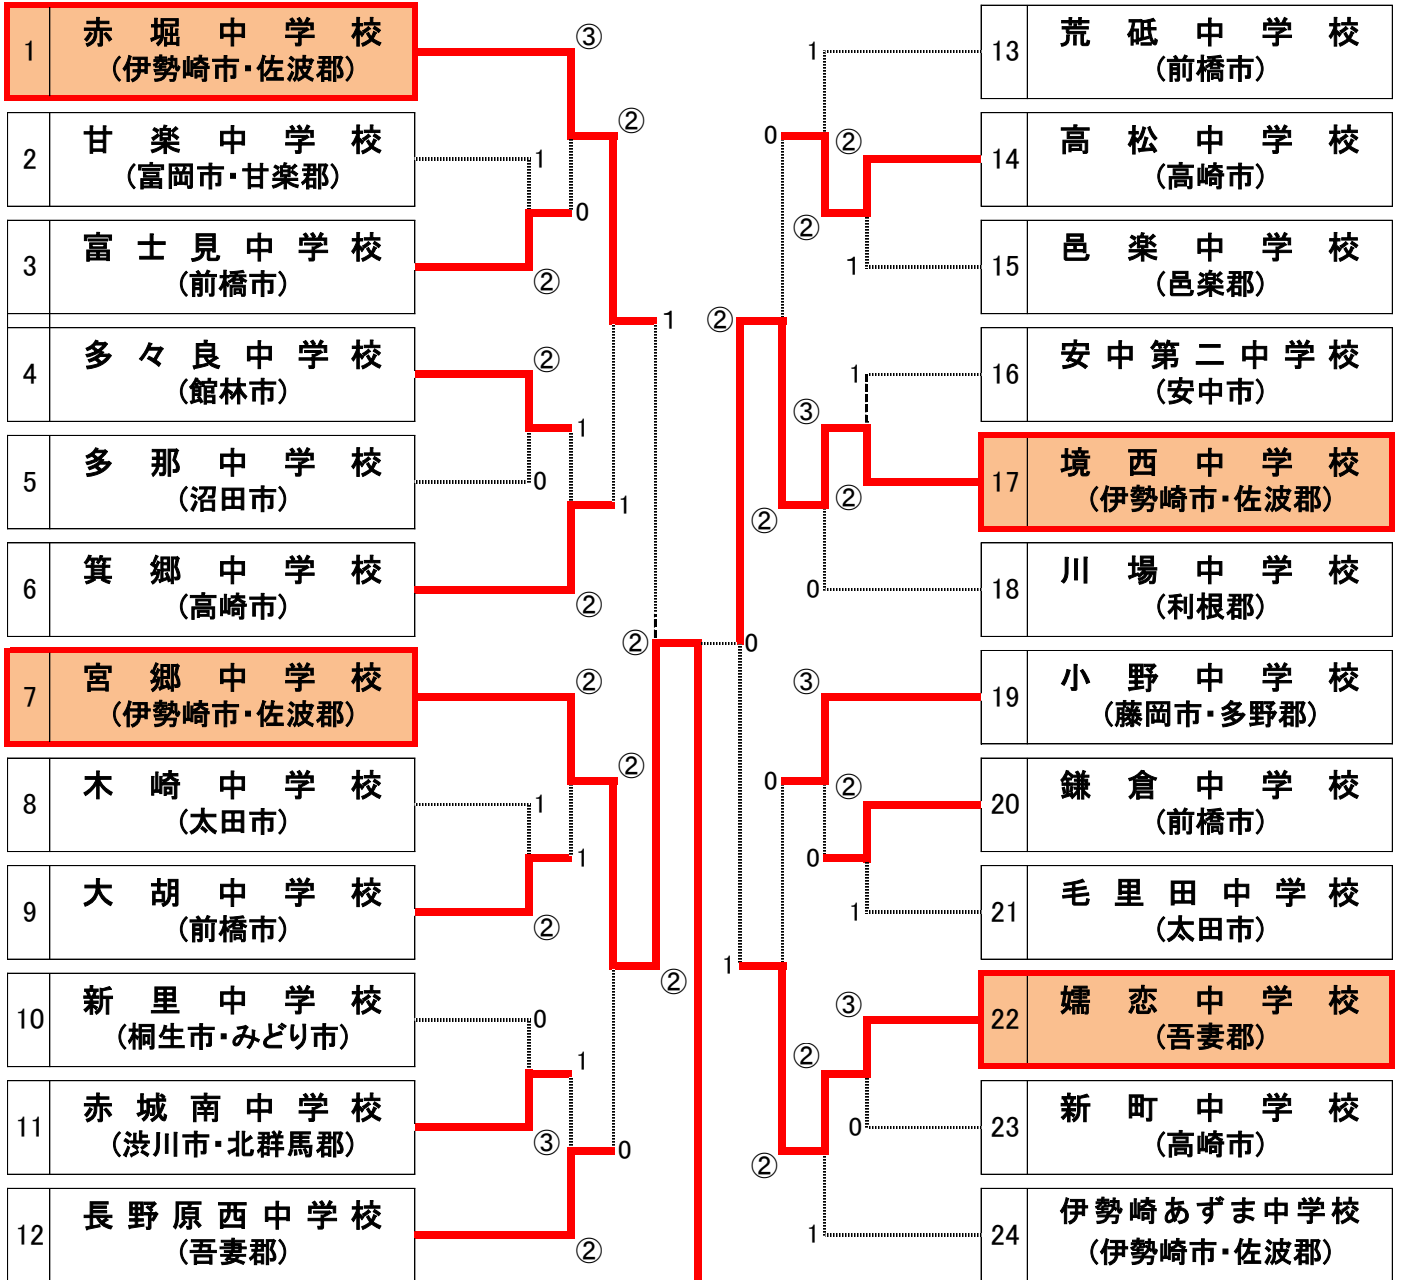 1
赤堀中学校
(伊勢崎市・佐波郡)
2
甘楽中学校
(富岡市・甘楽郡)
3
富士見中学校
(前橋市)
4
多々良中学校
(館林市)
5
多那中学校
(沼田市)
6
箕郷中学校
(高崎市)
7
宮郷中学校
(伊勢崎市・佐波郡)
8
木崎中学校
(太田市)
9
大胡中学校
(前橋市)
10
新里中学校
(桐生市・みどり市)
11
赤城南中学校
(渋川市・北群馬郡)
12
長野原西中学校
(吾妻郡)
③
1
0
②
②
②
0
1
②
②
1
1
②
1
②
1
②
0
③
1
②
②
0
②
1
②
②
0
②
1
0
1
②
1
②
1
②
③
②
0
②
③
②
1
0
0
③
0
②
1
②
13
荒砥中学校
(前橋市)
14
高松中学校
(高崎市)
15
邑楽中学校
(邑楽郡)
16
安中第二中学校
(安中市)
17
境西中学校
(伊勢崎市・佐波郡)
18
川場中学校
(利根郡)
19
小野中学校
(藤岡市・多野郡)
20
鎌倉中学校
(前橋市)
21
毛里田中学校
(太田市)
22
嬬恋中学校
(吾妻郡)
23
新町中学校
(高崎市)
24
伊勢崎あずま中学校
(伊勢崎市・佐波郡)